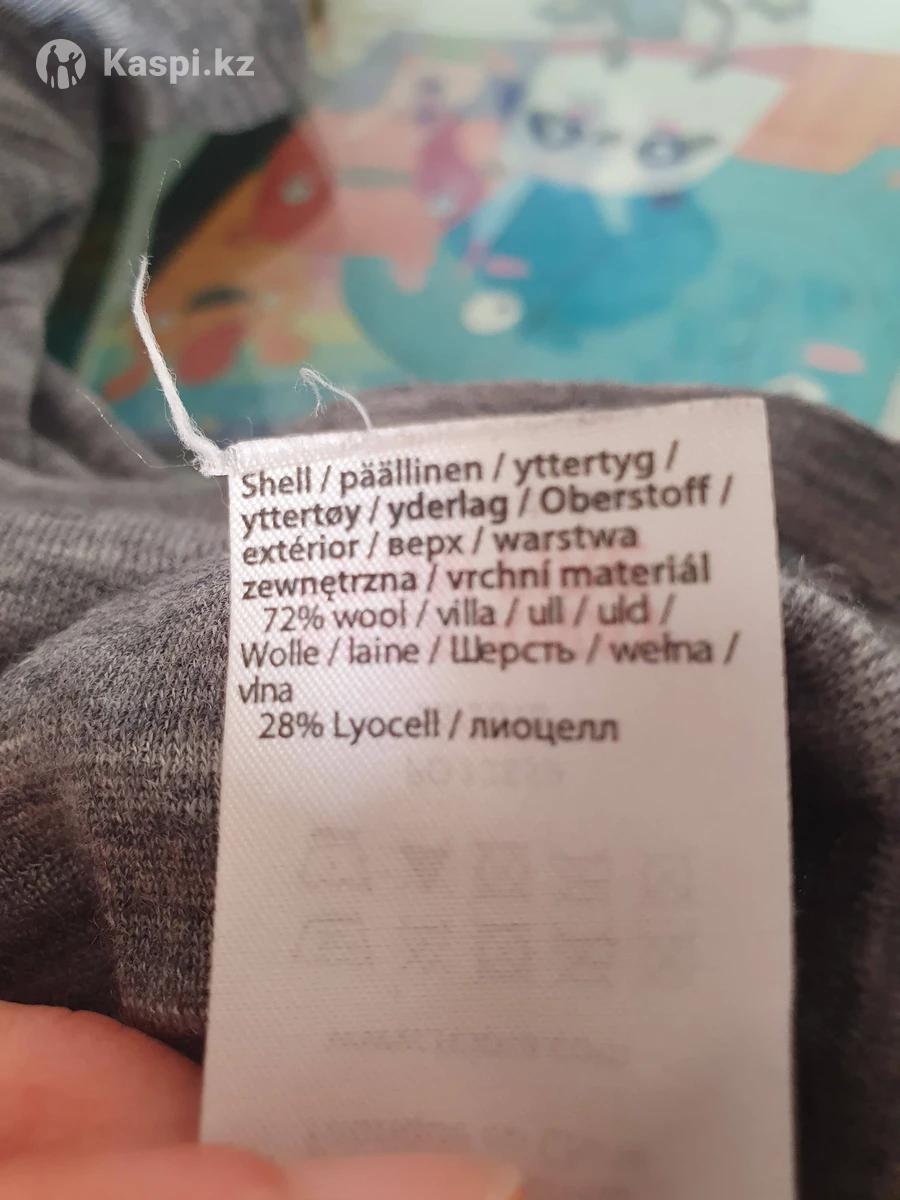 Kaspi.kz
Shell / päällinen / yttertyg /
yttertøy / yderlag / Oberstoff /
extérior / верх / warstwa
zewnętrzna / vrchní materiál
72% wool / villa / ull / uld /
Wolle / laine / Шерсть / wełna /
vlna
28% Lyocell / лиоцелл